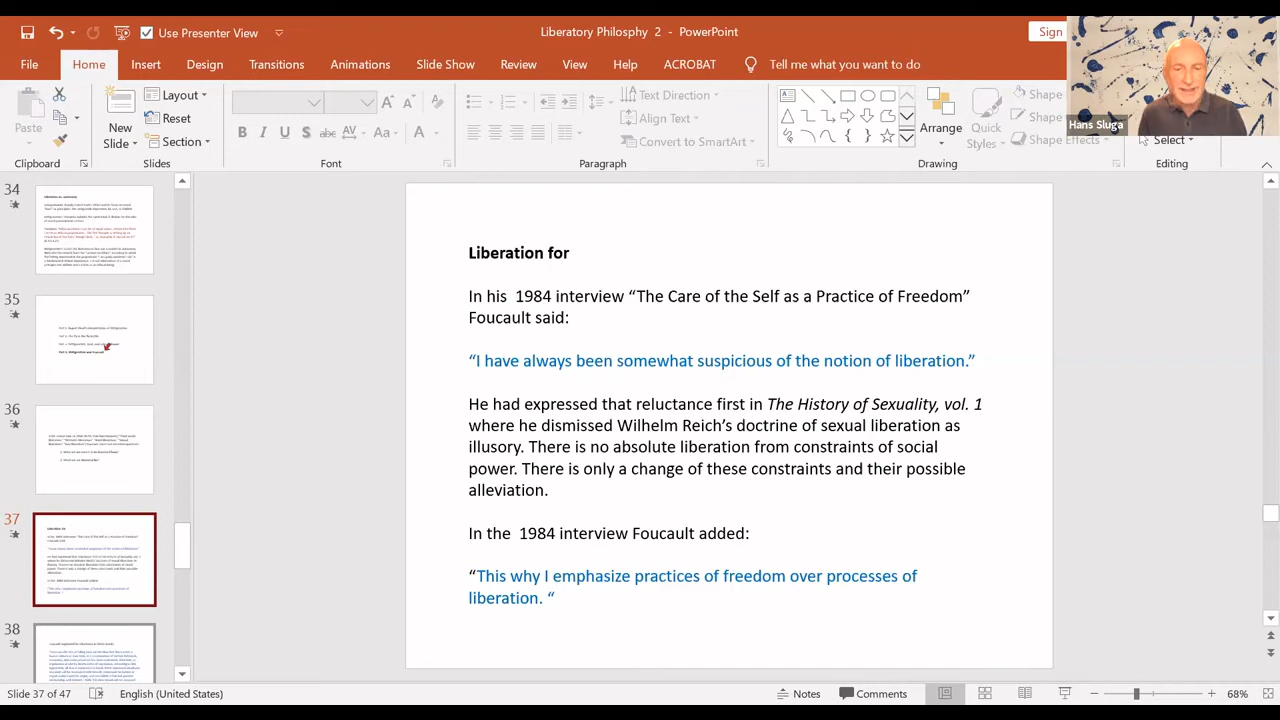 Use Presenter View
Liberatory Philosphy 2 - PowerPoint
Sign
File
Home
Insert
Design
Transitions
Animations
Slide Show
Review
View
Help
ACROBAT
Tell me what you want to do
Paste
New
Slide
Layout
Reset
Section
B I U S abc AV Aa A
Text Direction
Align Text
Convert to SmartArt
Arrange
Quick
Styles
Shape
Shape
Shape Effects
Select
Hans Sluga
Clipboard
Slides
Font
Paragraph
Drawing
Editing
34
35
36
37
38
Liberation for
In his 1984 interview “The Care of the Self as a Practice of Freedom”
Foucault said:
“I have always been somewhat suspicious of the notion of liberation.”
He had expressed that reluctance first in The History of Sexuality, vol. 1
where he dismissed Wilhelm Reich’s doctrine of sexual liberation as
illusory. There is no absolute liberation from constraints of social
power. There is only a change of these constraints and their possible
alleviation.
In the 1984 interview Foucault added:
“This why I emphasize practices of freedom over processes of
liberation. “
Slide 37 of 47
English (United States)
Notes
Comments
68%